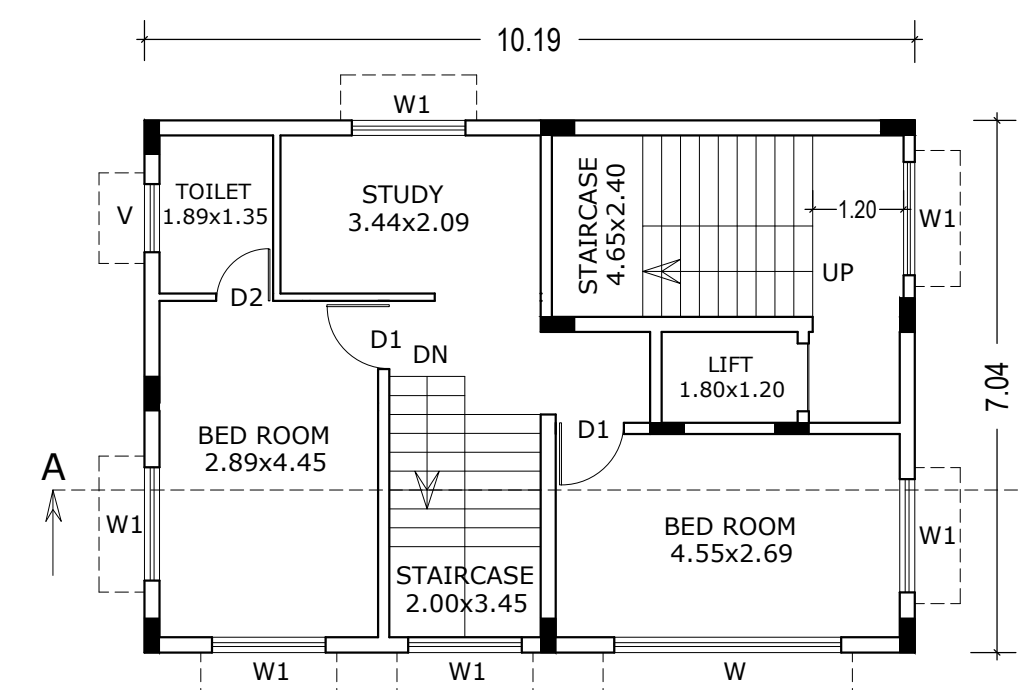 10.19
W1
TOILET
1.89x1.35
STUDY
3.44x2.09
STAIRCASE
4.65x2.40
1.20
V
W1
UP
D2
D1
DN
LIFT
1.80x1.20
7.04
D1
BED ROOM
2.89x4.45
A
W1
BED ROOM
4.55x2.69
W1
STAIRCASE
2.00x3.45
W1
W1
W